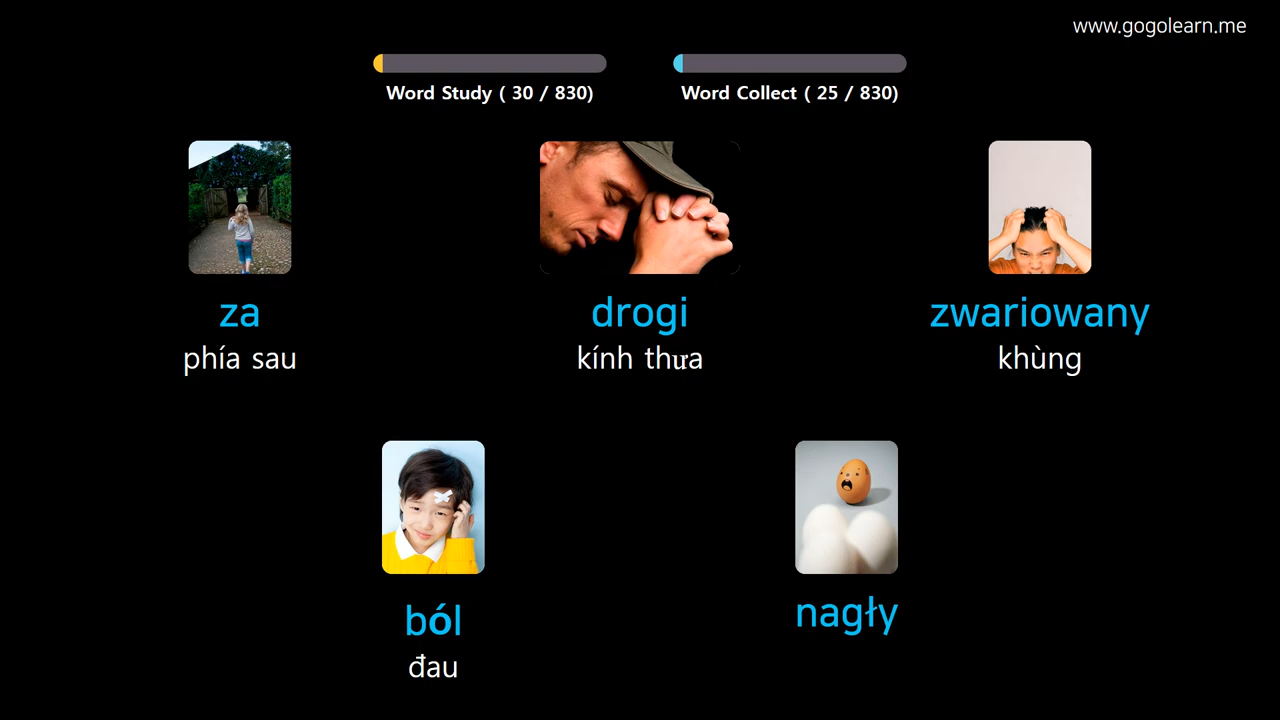 www.gogolearn.me
Word Study ( 30 / 830)
Word Collect ( 25 / 830)
za
phía sau
drogi
kính thưa
zwariowany
khùng
ból
đau
nagły